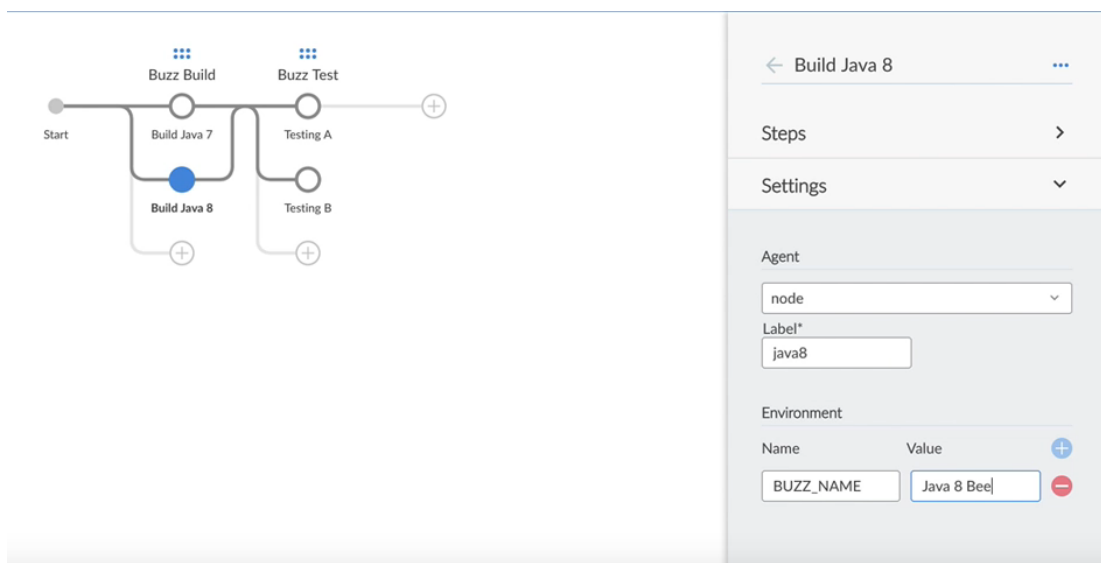 Buzz Build
Buzz Test
Start
Build Java 7
Testing A
Build Java 8
Testing B
Build Java 8
Steps
Settings
Agent
node
Label*
java8
Environment
Name Value
BUZZ_NAME Java 8 Bee